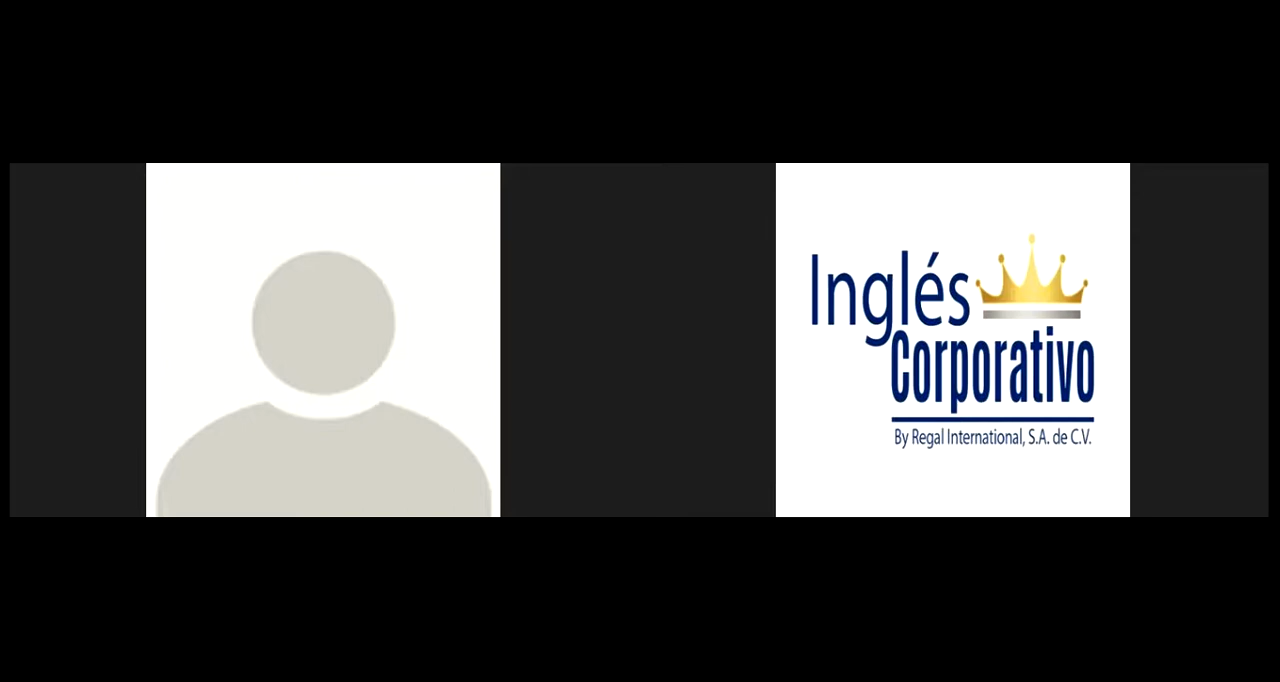 Inglés
Corporativo
By Regal International, S.A. de C.V.